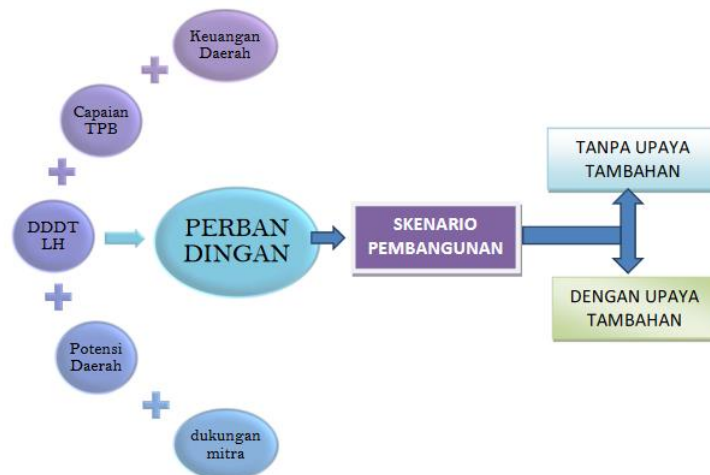 Keuangan
Daerah
Capaian
TPB
DDDT
LH
Potensi
Daerah
dukungan
mitra
PERBAN
DINGAN
SKENARIO
PEMBANGUNAN
TANPA UPAYA
TAMBAHAN
DENGAN UPAYA
TAMBAHAN